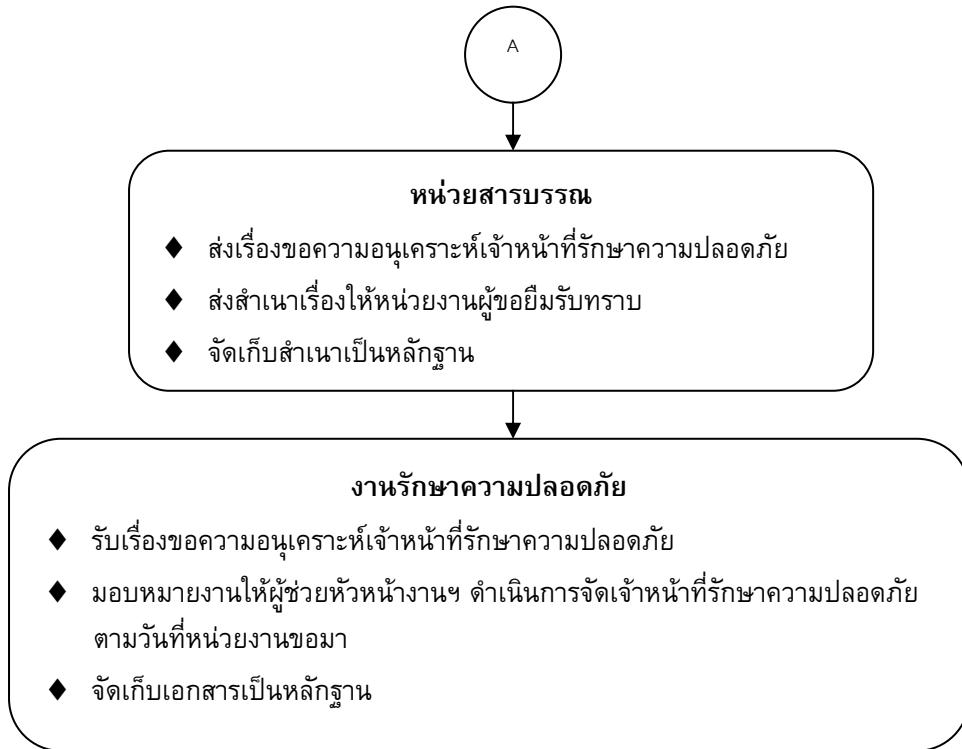 A
หน่วยสารบรรณ
♦ ส่งเรื่องขอความอนุเคราะห์เจ้าหน้าที่รักษาความปลอดภัย
♦ ส่งสำเนาเรื่องให้หน่วยงานผู้ขอยืมรับทราบ
♦ จัดเก็บสำเนาเป็นหลักฐาน
งานรักษาความปลอดภัย
♦ รับเรื่องขอความอนุเคราะห์เจ้าหน้าที่รักษาความปลอดภัย
♦ มอบหมายงานให้ผู้ช่วยหัวหน้างานฯ ดำเนินการจัดเจ้าหน้าที่รักษาความปลอดภัย
ตามวันที่หน่วยงานขอมา
♦ จัดเก็บเอกสารเป็นหลักฐาน